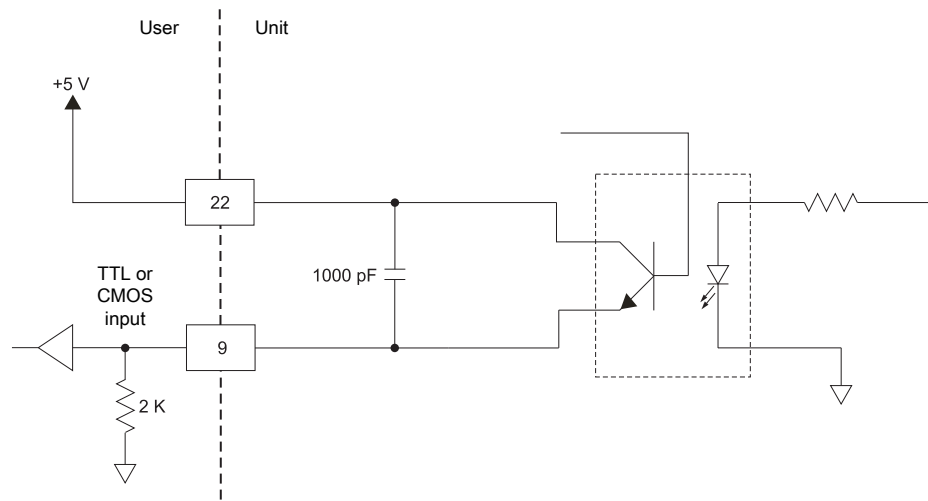 User
Unit
+5 V
22
1000 pF
TTL or
CMOS
input
9
2 K